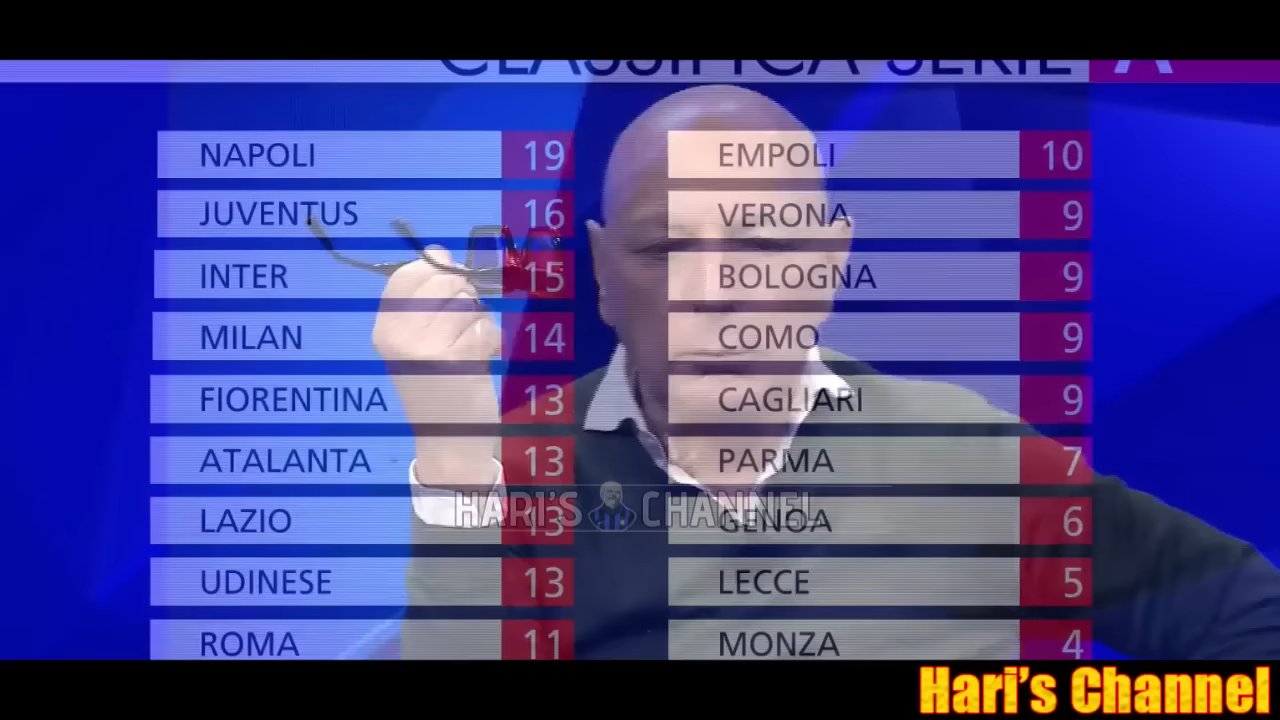 CLASSIFICA SERIE A
NAPOLI 19
JUVENTUS 16
INTER 15
MILAN 14
FIORENTINA 13
ATALANTA 13
LAZIO 13
UDINESE 13
ROMA 11
EMPOLI 10
VERONA 9
BOLOGNA 9
COMO 9
CAGLIARI 9
PARMA 7
GENOA 6
LECCE 5
MONZA 4
HARI'S CHANNEL
Hari's Channel